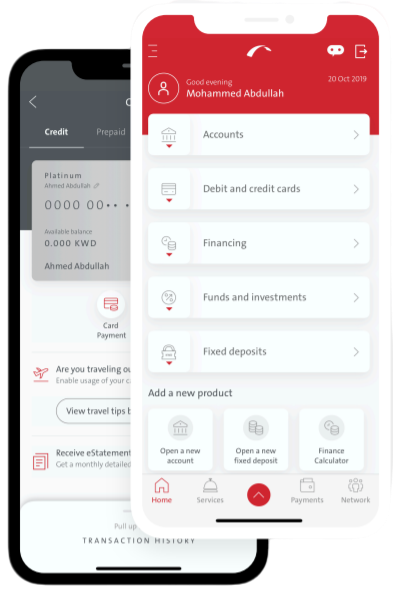 Good evening
Mohammed Abdullah
20 Oct 2019
Accounts
Debit and credit cards
Financing
Funds and investments
Fixed deposits
Add a new product
Open a new
account
Open a new
fixed deposit
Finance
Calculator
Home
Services
Payments
Network
Credit
Prepaid
Platinum
Ahmed Abdullah
0000 00••
Available balance
0.000 KWD
Ahmed Abdullah
Card
Payment
Are you traveling
Enable usage of your
View travel tips
Receive eStatement
Get a monthly detailed
Pull up
TRANSACTION HISTORY